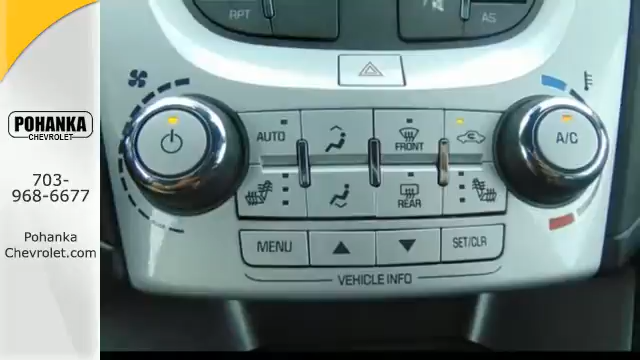 RPT
AS
POHANKA
CHEVROLET
703-
968-6677
Pohanka
Chevrolet.com
AUTO
FRONT
A/C
REAR
MENU
SET/CLR
VEHICLE INFO